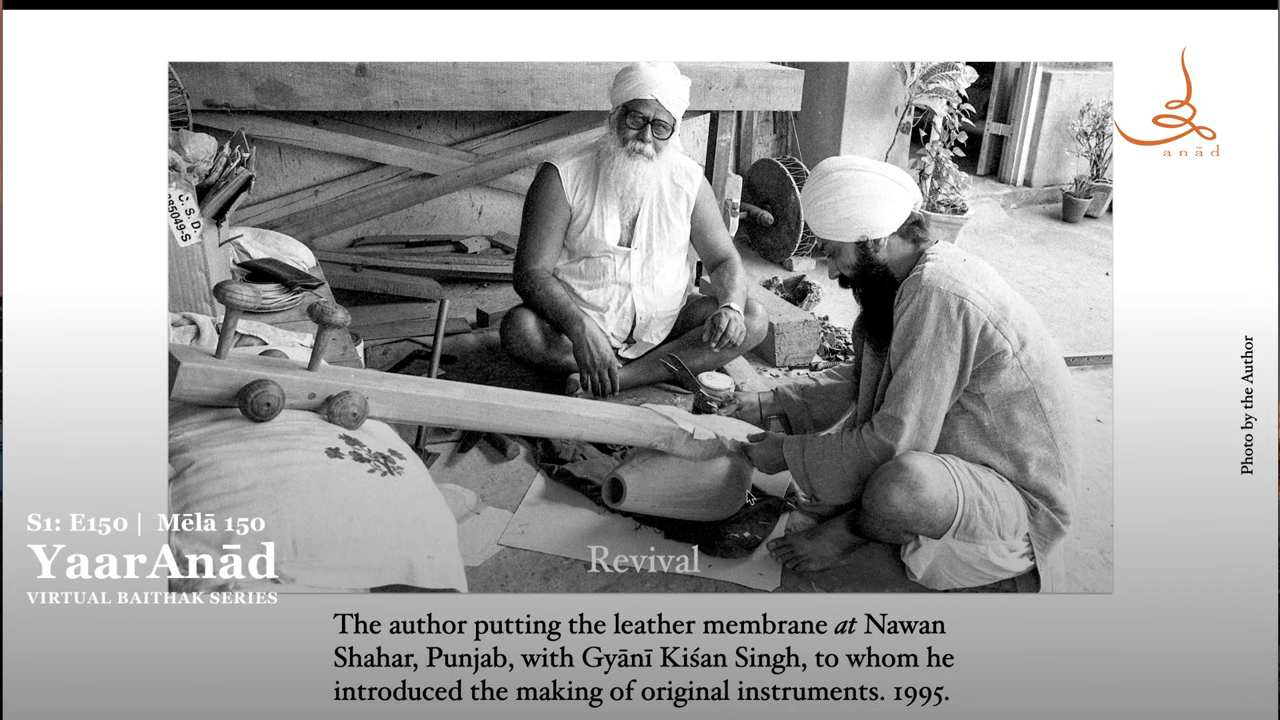 anād
C. S. D.
985049-S
Photo by the Author
S1: E150 | Mēlā 150
YaarAnād
VIRTUAL BAITHAK SERIES
Revival
The author putting the leather membrane at Nawan
Shahar, Punjab, with Gyānī Kiśan Singh, to whom he
introduced the making of original instruments. 1995.